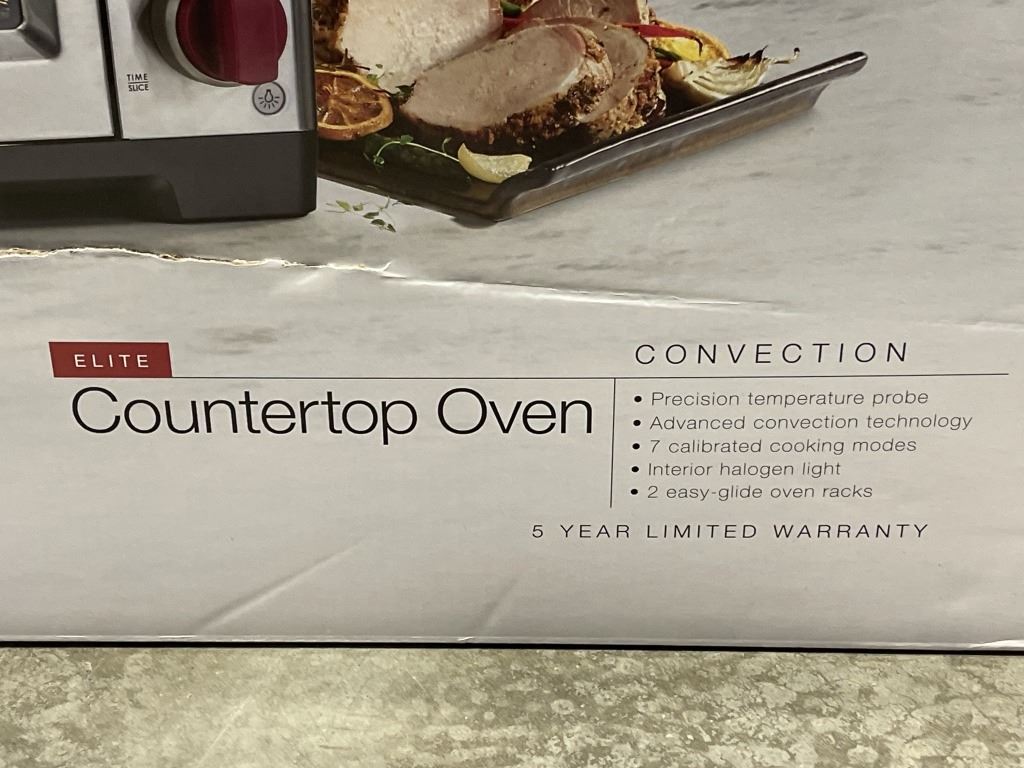 TIME
SLICE
ELITE
Countertop Oven
CONVECTION
• Precision temperature probe
• Advanced convection technology
• 7 calibrated cooking modes
• Interior halogen light
• 2 easy-glide oven racks
5 YEAR LIMITED WARRANTY